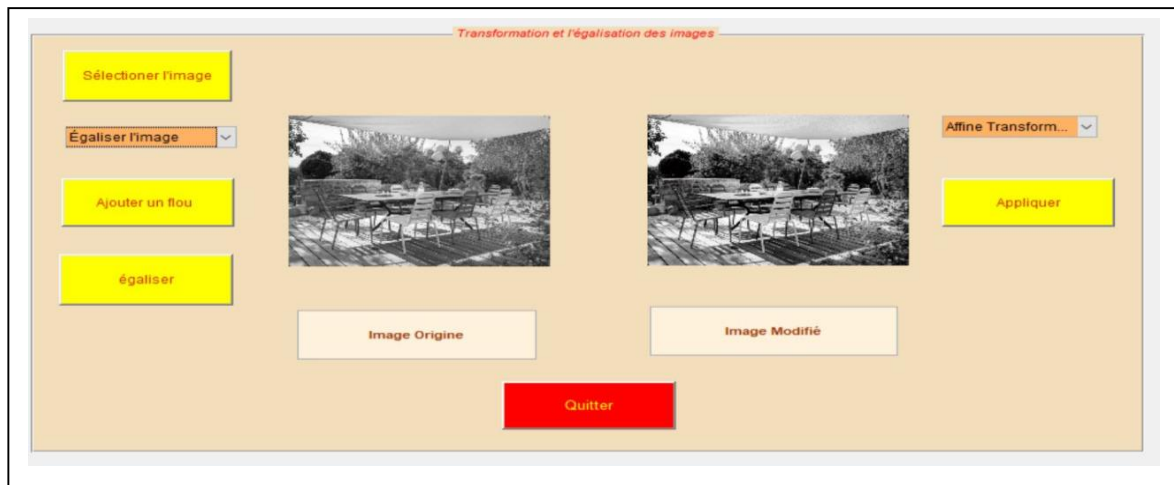 Transformation et l'égalisation des images
Sélectioner l'image
Égaliser l'image
Affine Transform...
Ajouter un flou
Appliquer
égaliser
Image Origine
Image Modifié
Quitter